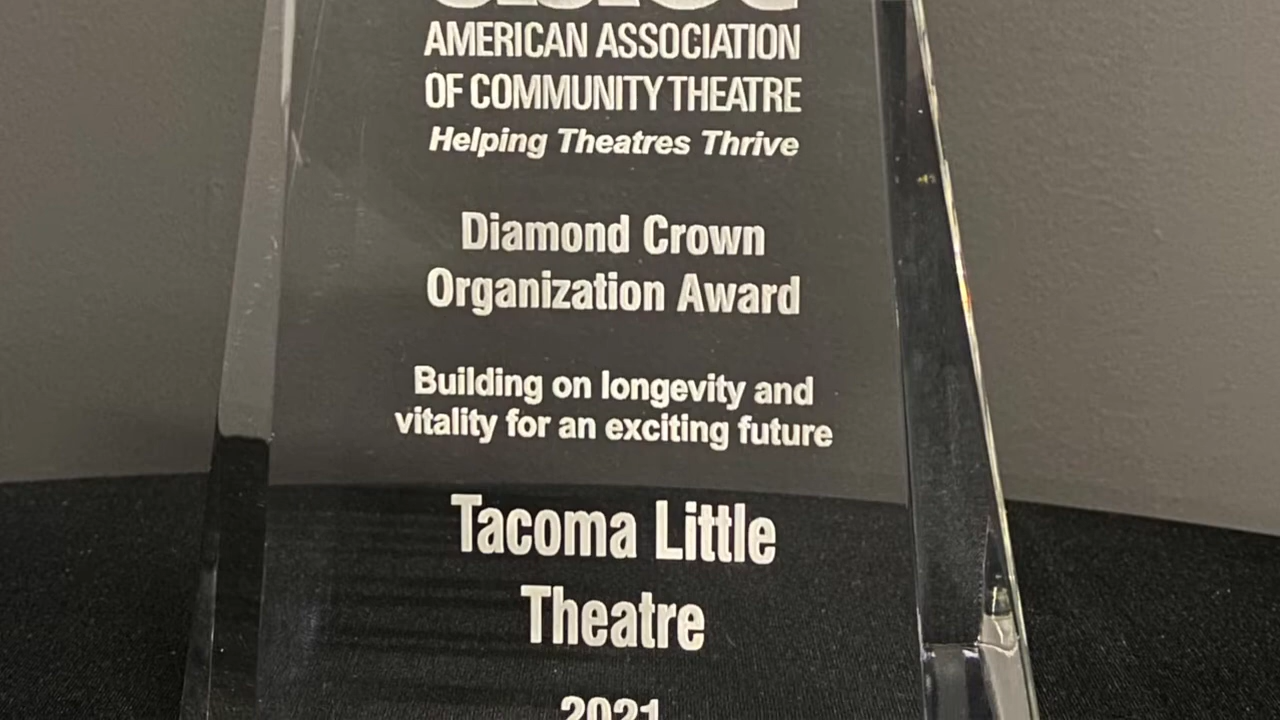 AMERICAN ASSOCIATION
OF COMMUNITY THEATRE
Helping Theatres Thrive
Diamond Crown
Organization Award
Building on longevity and
vitality for an exciting future
Tacoma Little
Theatre
2021